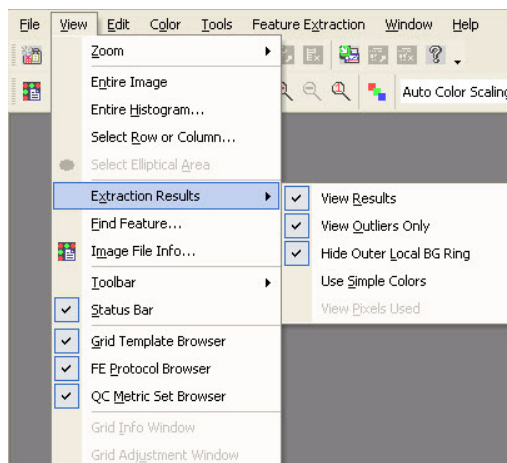 File View Edit Color Tools Feature Extraction Window Help
Zoom
Entire Image
Entire Histogram...
Auto Color Scaling
Select Row or Column...
Select Elliptical Area
Extraction Results
View Results
Find Feature...
View Outliers Only
Image File Info...
Hide Outer Local BG Ring
Toolbar
Use Simple Colors
Status Bar
View Pixels Used
Grid Template Browser
FE Protocol Browser
QC Metric Set Browser
Grid Info Window
Grid Adjustment Window